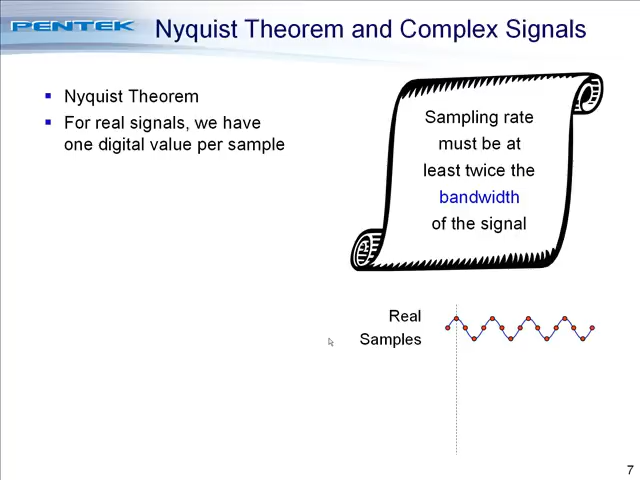 PENTEK
Nyquist Theorem and Complex Signals
Nyquist Theorem
For real signals, we have
one digital value per sample
Sampling rate
must be at
least twice the
bandwidth
of the signal
Real
Samples
7